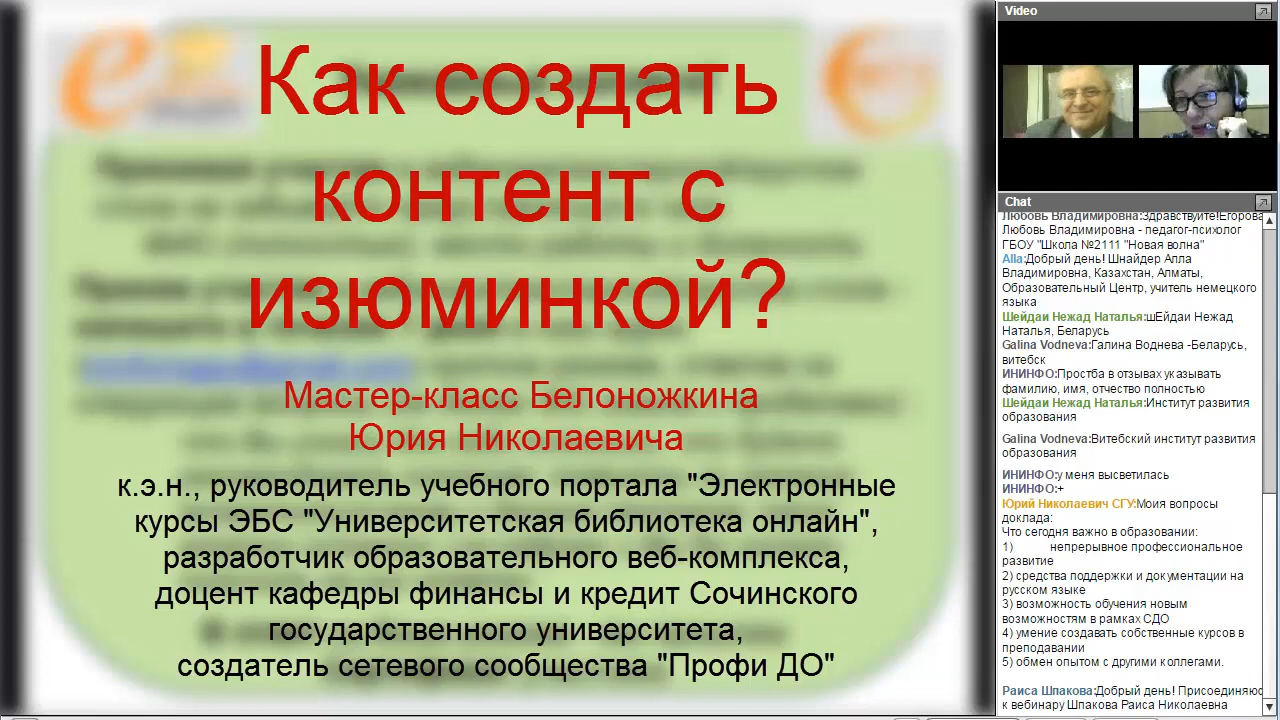 Как создать
контент с
изюминкой?
Мастер-класс Белоножкина
Юрия Николаевича
к.э.н., руководитель учебного портала "Электронные
курсы ЭБС "Университетская библиотека онлайн",
разработчик образовательного веб-комплекса,
доцент кафедры финансы и кредит Сочинского
государственного университета,
создатель сетевого сообщества "Профи ДО"
Video
Chat
Любовь Владимировна:Здравствуйте!Егорова
Любовь Владимировна - педагог-психолог
ГБОУ "Школа №2111 "Новая волна"
Alla:Добрый день! Шнайдер Алла
Владимировна, Казахстан, Алматы,
Образовательный Центр, учитель немецкого
языка
Шейдаи Нежад Наталья:шЕйдаи Нежад
Наталья, Беларусь
Galina Vodneva:Галина Воднева -Беларусь,
витебск
ИНИНФО:Простба в отзывах указывать
фамилию, имя, отчество полностью
Шейдаи Нежад Наталья:Институт развития
образования
Galina Vodneva:Витебский институт развития
образования
ИНИНФО:у меня высветилась
ИНИНФО:+
Юрий Николаевич СГУ:Моия вопросы
доклада:
Что сегодня важно в образовании:
1) непрерывное профессиональное
развитие
2) средства поддержки и документации на
русском языке
3) возможность обучения новым
возможностям в рамках СДО
4) умение создавать собственные курсов в
преподавании
5) обмен опытом с другими коллегами.
Раиса Шпакова:Добрый день! Присоединяюс
к вебинару Шпакова Раиса Николаевна